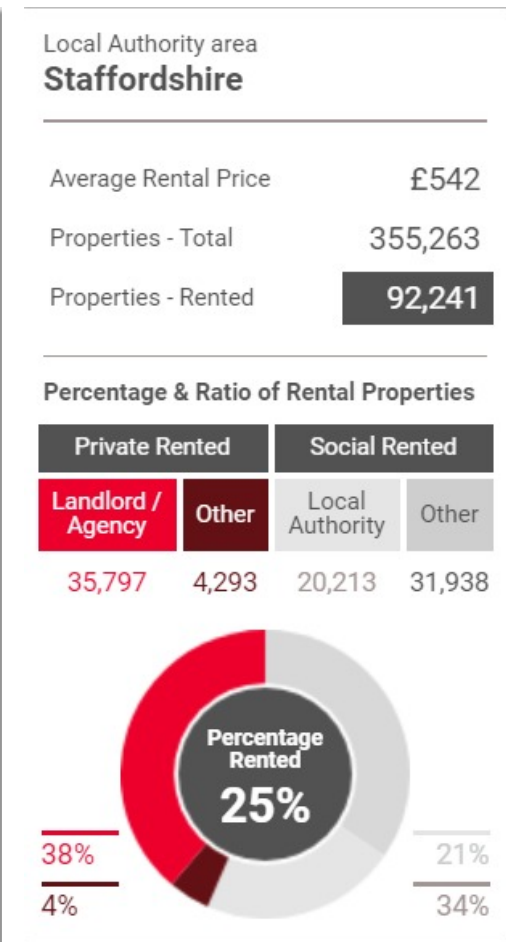 Local Authority area
Staffordshire
Average Rental Price £542
Properties - Total 355,263
Properties - Rented 92,241
Percentage & Ratio of Rental Properties
Private Rented Social Rented
Landlord / Agency Other Local Authority Other
35,797 4,293 20,213 31,938
Percentage
Rented
25%
38% 21%
4% 34%